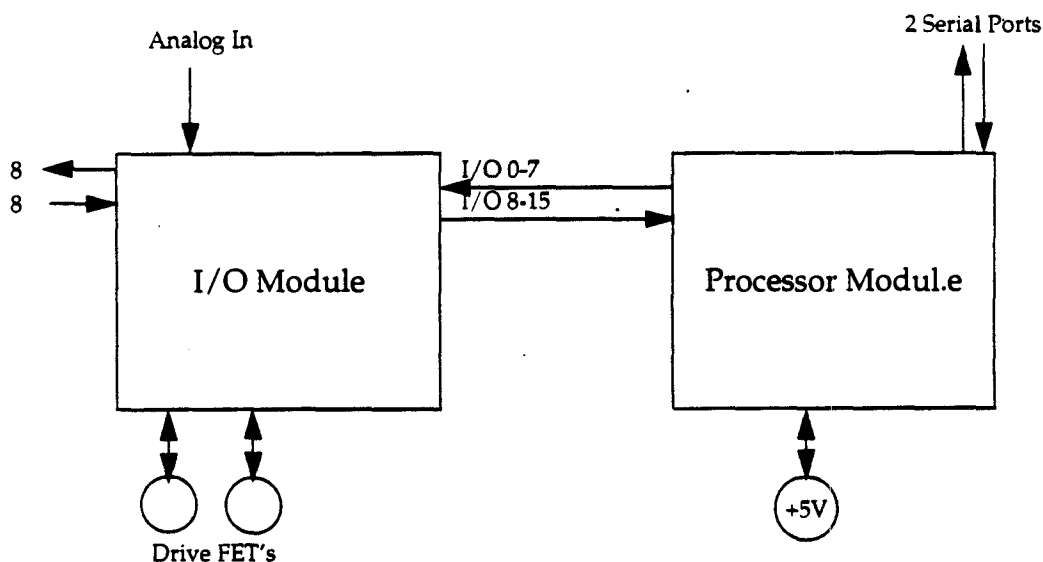 Analog In
2 Serial Ports
8
8
I/O 0-7
I/O 8-15
I/O Module
Processor Modul.e
+5V
Drive FET's